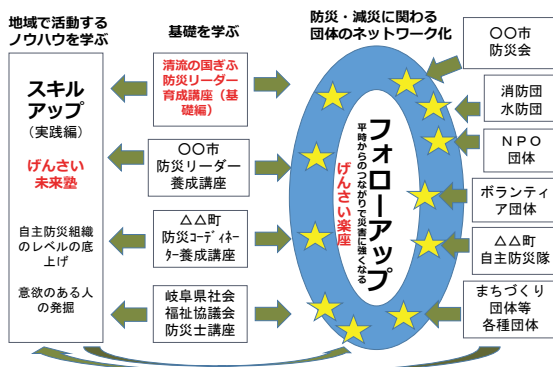 地域で活動する
ノウハウを学ぶ
スキル
アップ
(実践編)
げんさい
未来塾
自主防災組織
のレベルの底
上げ
意欲のある人
の発掘
基礎を学ぶ
清流の国ぎふ
防災リーダー
育成講座（基
礎編）
〇〇市
防災リーダー
養成講座
△△町
防災ｺｰﾃﾞｨﾈｰ
ﾀｰ養成講座
岐阜県社会
福祉協議会
防災士講座
防災・減災に関わる
団体のネットワーク化
フォローアップ
平時からのつながりで災害に強くなる
げんさい楽座
〇〇市
防災会
消防団
水防団
ＮＰＯ
団体
ボランティ
ア団体
△△町
自主防災隊
まちづくり
団体等
各種団体